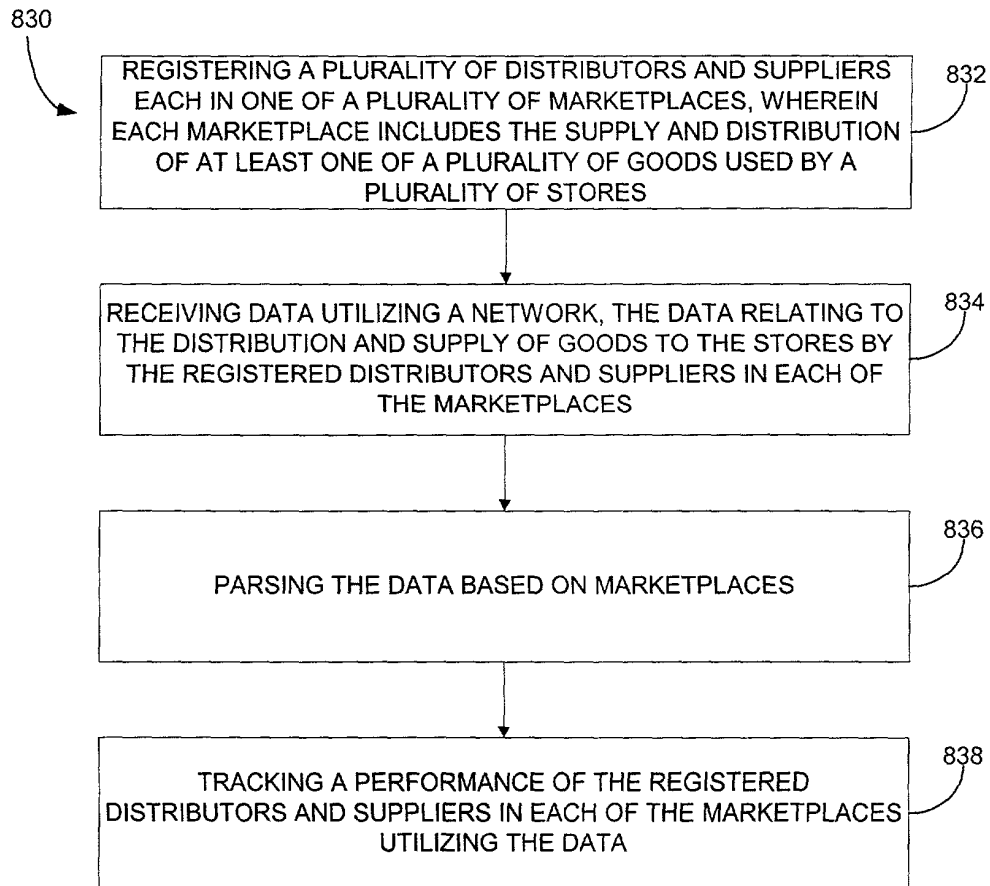 830
REGISTERING A PLURALITY OF DISTRIBUTORS AND SUPPLIERS
EACH IN ONE OF A PLURALITY OF MARKETPLACES, WHEREIN
EACH MARKETPLACE INCLUDES THE SUPPLY AND DISTRIBUTION
OF AT LEAST ONE OF A PLURALITY OF GOODS USED BY A
PLURALITY OF STORES
832
RECEIVING DATA UTILIZING A NETWORK, THE DATA RELATING TO
THE DISTRIBUTION AND SUPPLY OF GOODS TO THE STORES BY
THE REGISTERED DISTRIBUTORS AND SUPPLIERS IN EACH OF
THE MARKETPLACES
834
PARSING THE DATA BASED ON MARKETPLACES
836
TRACKING A PERFORMANCE OF THE REGISTERED
DISTRIBUTORS AND SUPPLIERS IN EACH OF THE MARKETPLACES
UTILIZING THE DATA
838